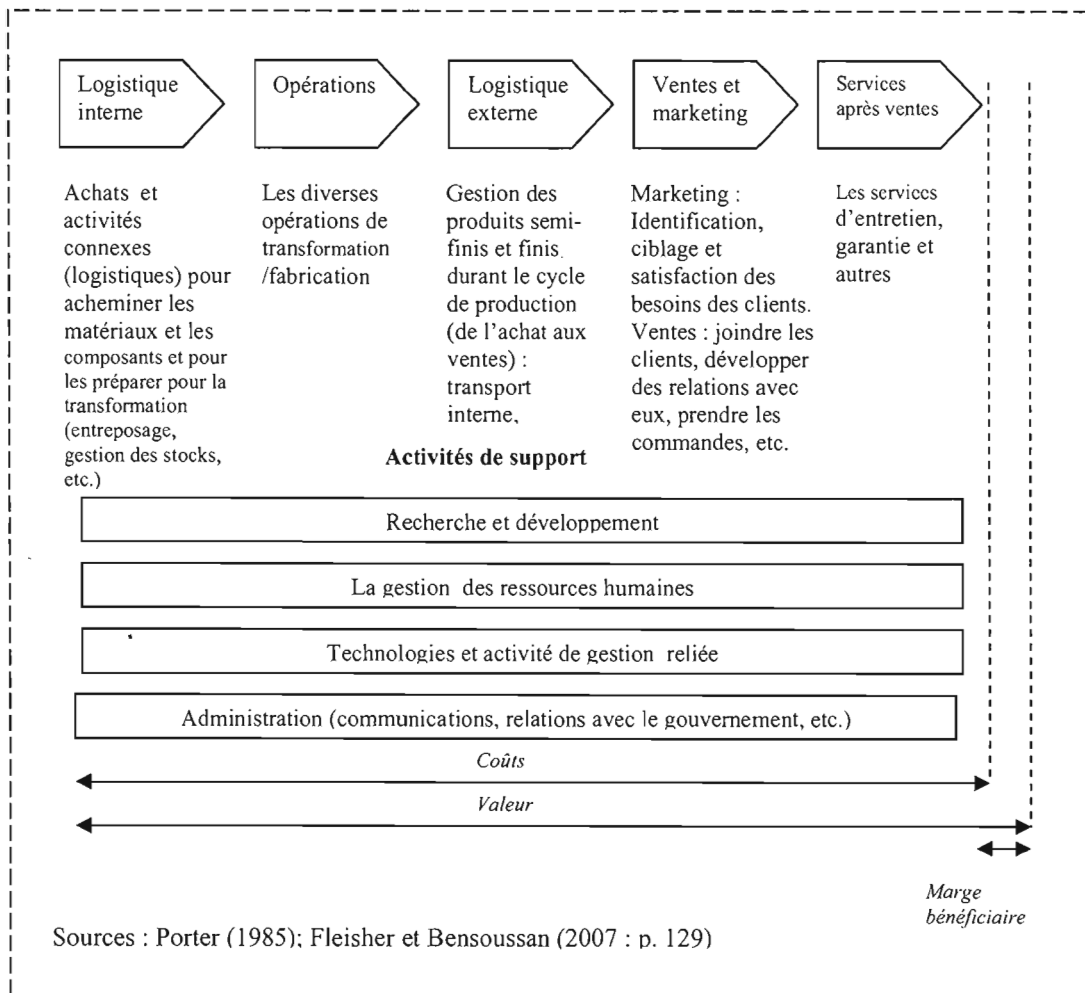 Logistique
interne
Opérations
Logistique
externe
Ventes et
marketing
Services
après ventes
Achats et
activités
connexes
(logistiques) pour
acheminer les
matériaux et les
composants et pour
les préparer pour la
transformation
(entreposage,
gestion des stocks,
etc.)
Les diverses
opérations de
transformation
/fabrication
Gestion des
produits semi-
finis et finis
durant le cycle
de production
(de l'achat aux
ventes) :
transport
interne,
Marketing :
Identification,
ciblage et
satisfaction des
besoins des clients.
Ventes : joindre les
clients, développer
des relations avec
eux, prendre les
commandes, etc.
Les services
d'entretien,
garantie et
autres
Activités de support
Recherche et développement
La gestion des ressources humaines
Technologies et activité de gestion reliée
Administration (communications, relations avec le gouvernement, etc.)
Coûts
Valeur
Marge
bénéficiaire
Sources : Porter (1985); Fleisher et Bensoussan (2007 : p. 129)